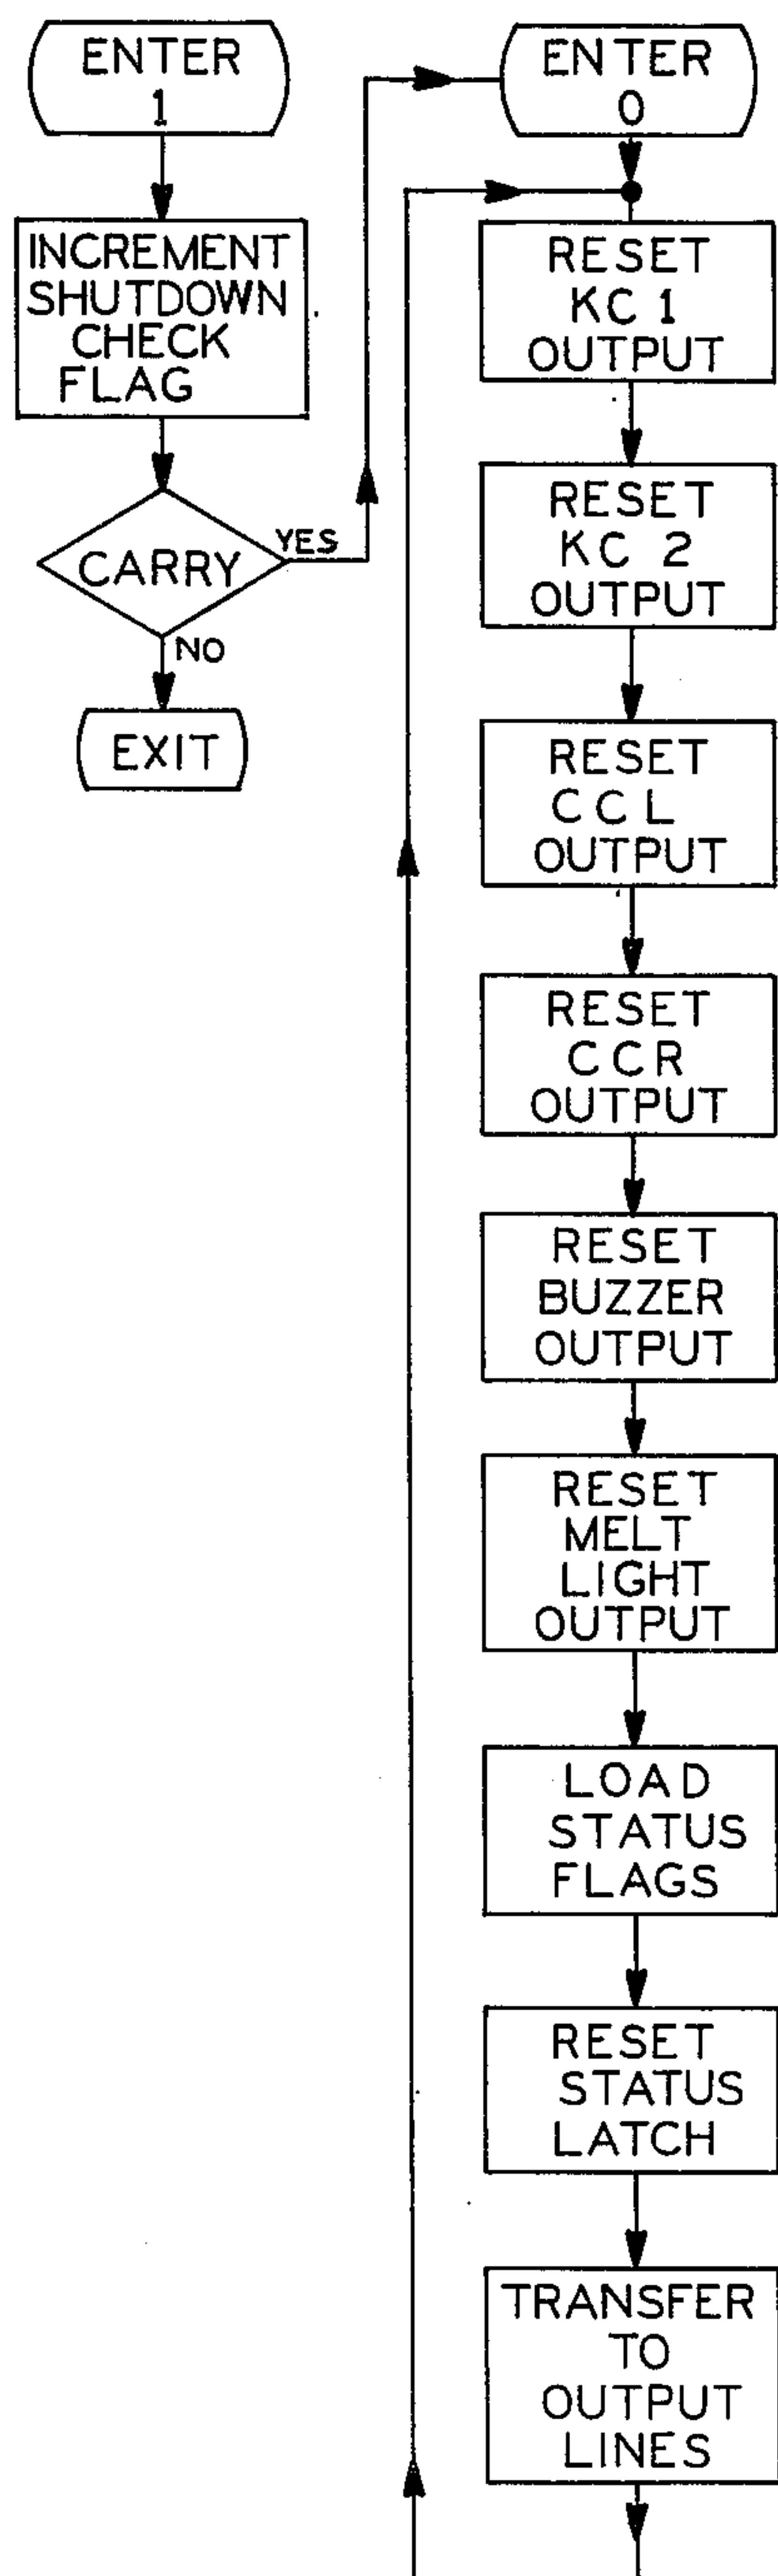 ENTER
1
INCREMENT
SHUTDOWN
CHECK
FLAG
CARRY
YES
NO
EXIT
ENTER
0
RESET
KC 1
OUTPUT
RESET
KC 2
OUTPUT
RESET
CCL
OUTPUT
RESET
CCR
OUTPUT
RESET
BUZZER
OUTPUT
RESET
MELT
LIGHT
OUTPUT
LOAD
STATUS
FLAGS
RESET
STATUS
LATCH
TRANSFER
TO
OUTPUT
LINES